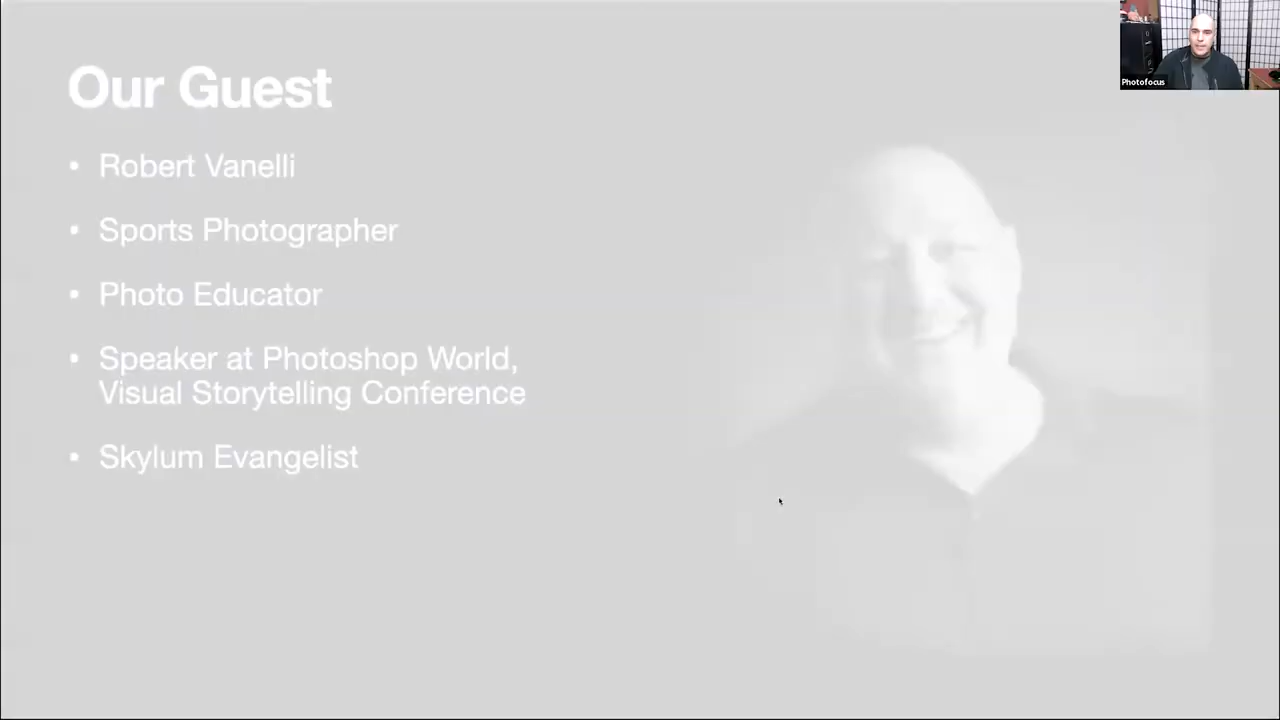 Our Guest
• Robert Vanelli
• Sports Photographer
• Photo Educator
• Speaker at Photoshop World,
Visual Storytelling Conference
• Skylum Evangelist
Photofocus